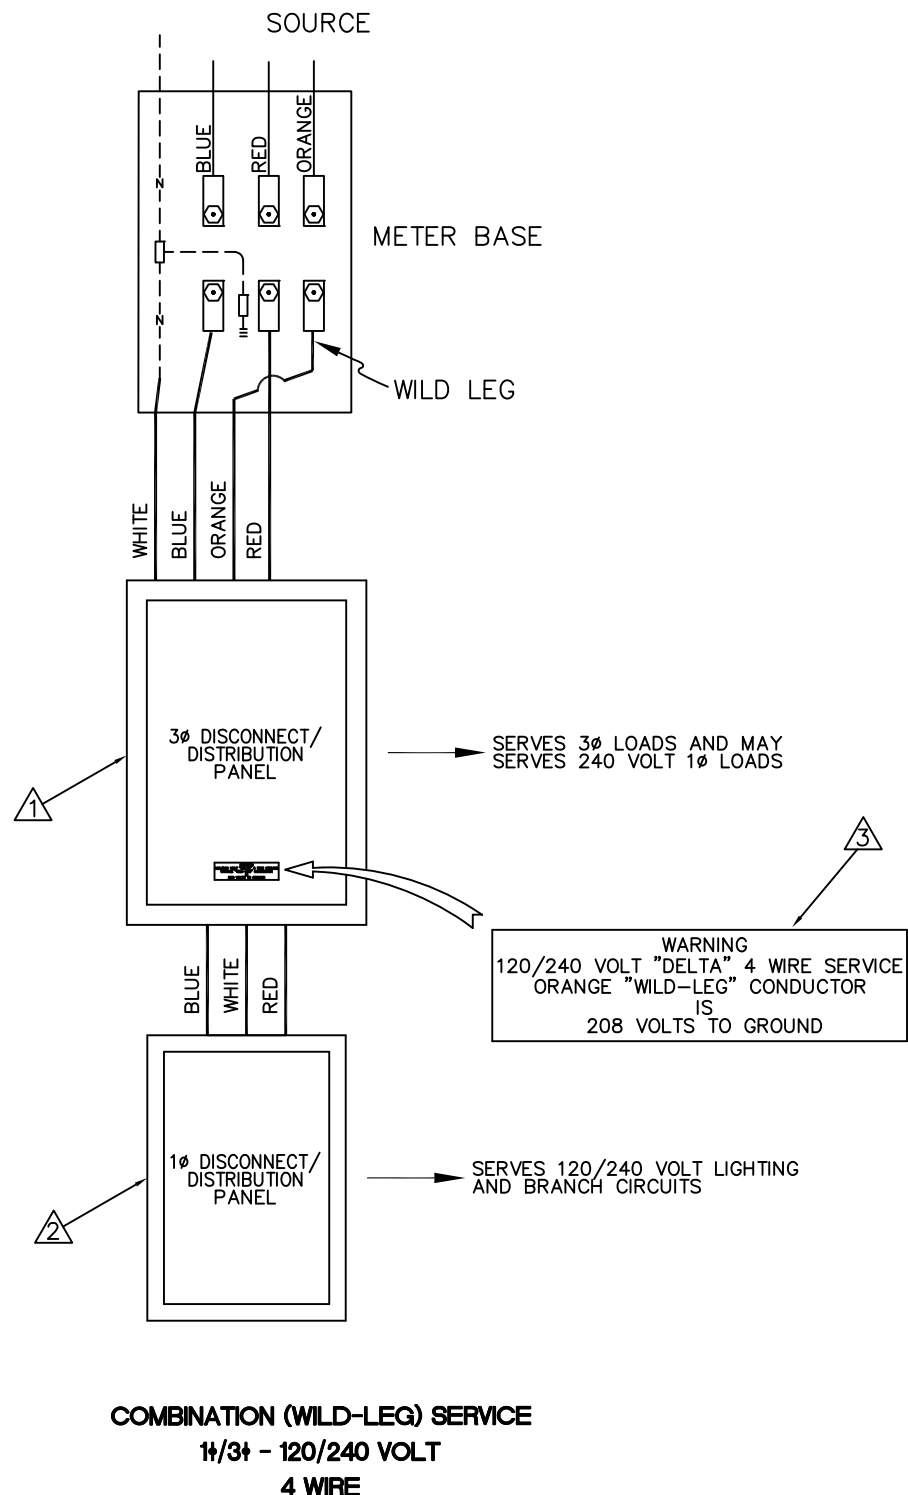 SOURCE
BLUE
RED
ORANGE
N
METER BASE
N
WILD LEG
WHITE
BLUE
ORANGE
RED
3ø DISCONNECT/
DISTRIBUTION
PANEL
SERVES 3ø LOADS AND MAY
SERVES 240 VOLT 1ø LOADS
1
3
WARNING
120/240 VOLT "DELTA" 4 WIRE SERVICE
ORANGE "WILD-LEG" CONDUCTOR
IS
208 VOLTS TO GROUND
BLUE
WHITE
RED
1ø DISCONNECT/
DISTRIBUTION
PANEL
SERVES 120/240 VOLT LIGHTING
AND BRANCH CIRCUITS
2
COMBINATION (WILD-LEG) SERVICE
1ϕ/3ϕ - 120/240 VOLT
4 WIRE